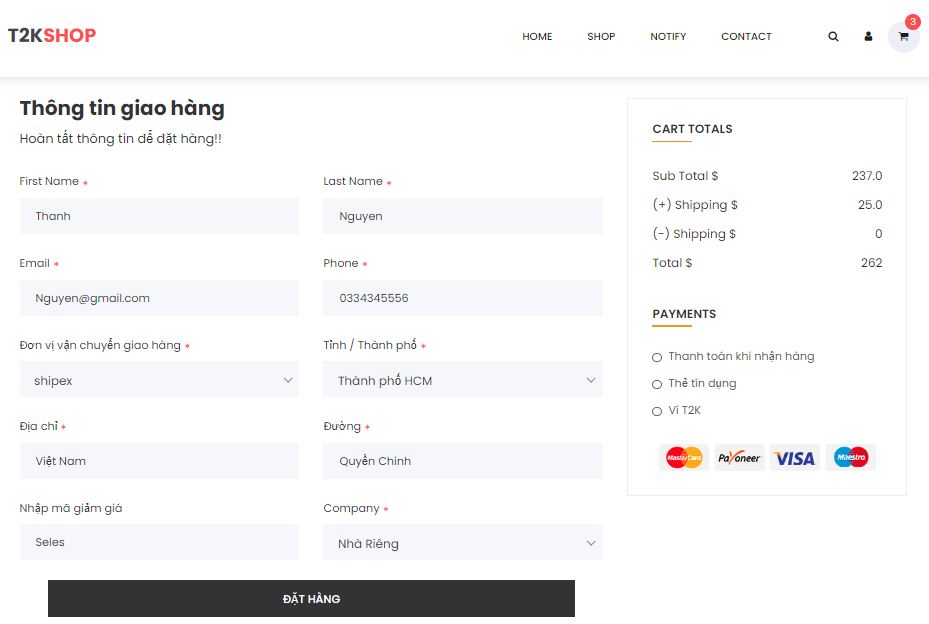 T2KSHOP
HOME SHOP NOTIFY CONTACT 3
Thông tin giao hàng
Hoàn tất thông tin để đặt hàng!!
First Name * Last Name *
Thanh Nguyen
Email * Phone *
Nguyen@gmail.com 0334345556
Đơn vị vận chuyển giao hàng * Tỉnh / Thành phố *
shipex Thành phố HCM
Địa chỉ * Đường *
Việt Nam Quyền Chinh
Nhập mã giảm giá Company *
Seles Nhà Riêng
ĐẶT HÀNG
CART TOTALS
Sub Total $ 237.0
(+) Shipping $ 25.0
(-) Shipping $ 0
Total $ 262
PAYMENTS
Thanh toán khi nhận hàng
Thẻ tín dụng
Ví T2K
MasterCard Payoneer VISA Maestro